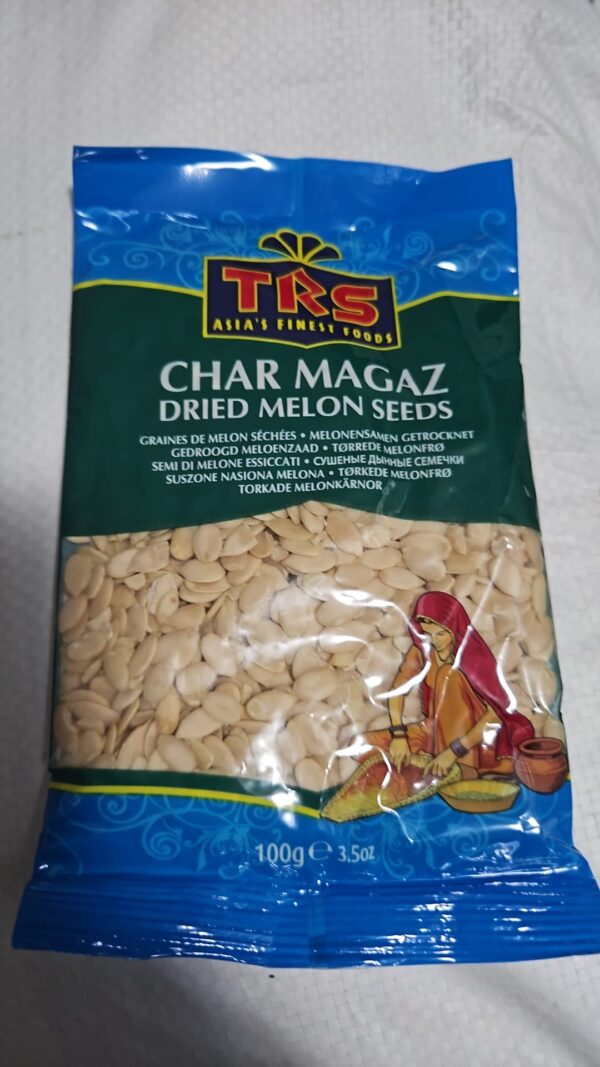 TRS
ASIA'S FINEST FOODS
CHAR MAGAZ
DRIED MELON SEEDS
GRAINES DE MELON SÉCHÉES • MELONENSAMEN GETROCKNET
GEDROOGD MELOENZAAD • TØRREDE MELONFRØ
SEMI DI MELONE ESSICCATI • СУШЕНЫЕ ДЫННЫЕ СЕМЕЧКИ
SUSZONE NASIONA MELONA • TØRKEDE MELONFRØ
TORKADE MELONKÄRNOR
100g ℮ 3.5oz